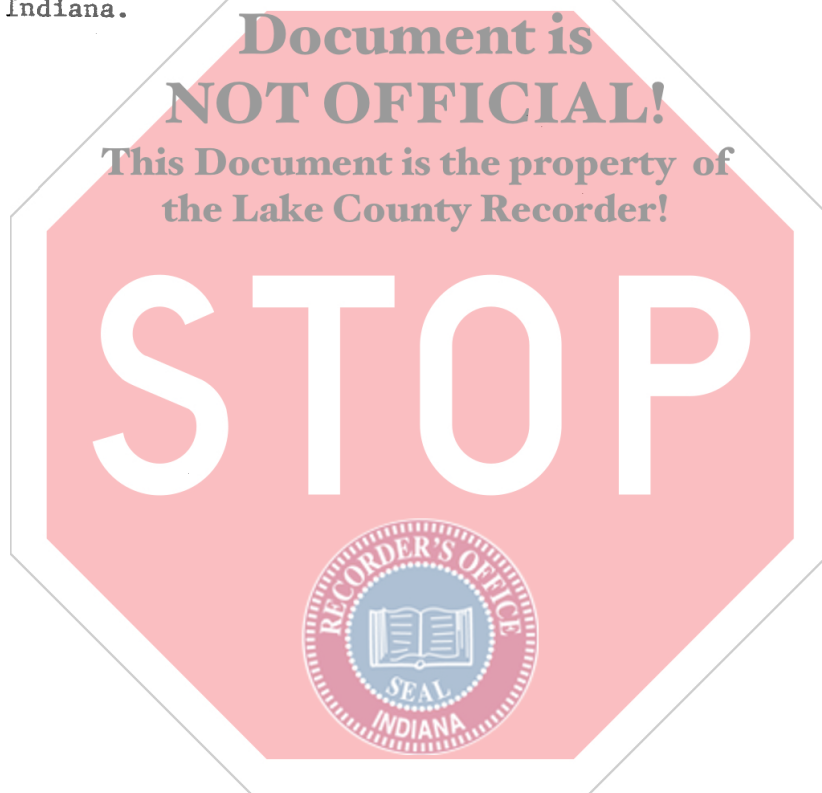 Indiana.
Document is
NOT OFFICIAL!
This Document is the property of
the Lake County Recorder!
STOP
RECORDER'S OFFICE
SEAL
INDIANA